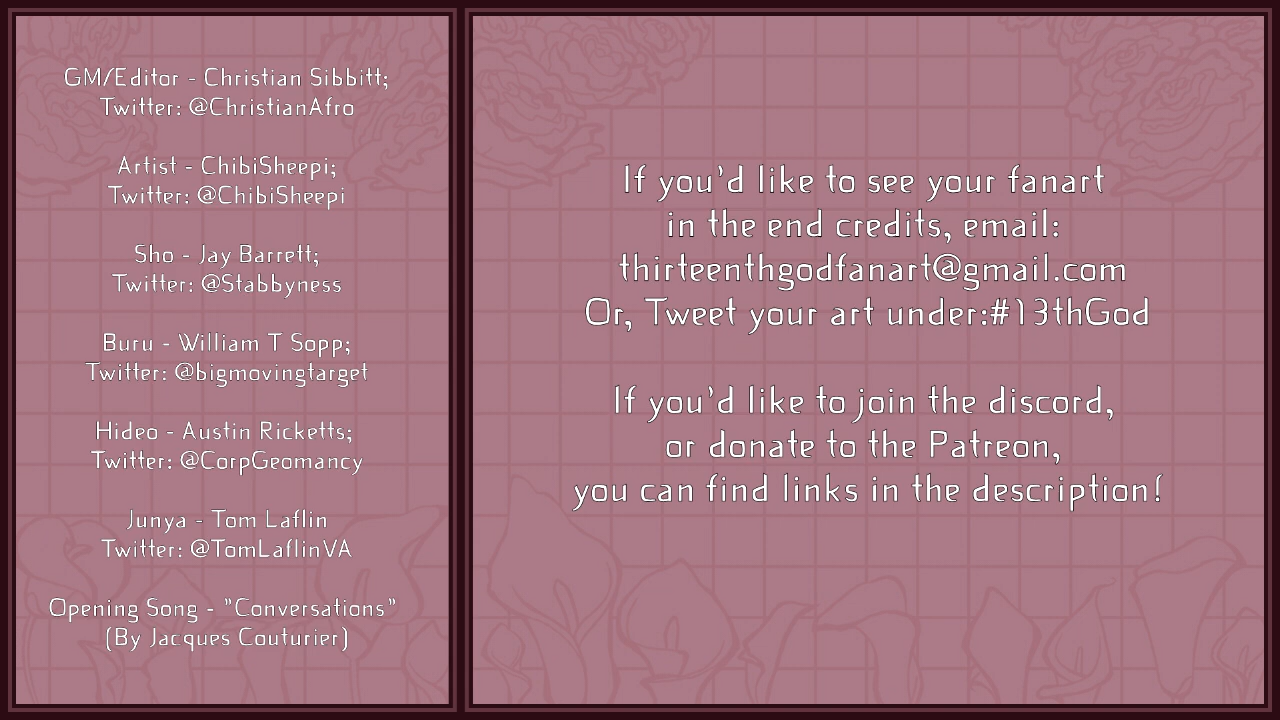 GM/Editor - Christian Sibbitt;
Twitter: @ChristianAfro
Artist - ChibiSheepi;
Twitter: @ChibiSheepi
Sho - Jay Barrett;
Twitter: @Stabbyness
Buru - William T Sopp;
Twitter: @bigmovingtarget
Hideo - Austin Ricketts;
Twitter: @CorpGeomancy
Junya - Tom Laflin
Twitter: @TomLaflinVA
Opening Song - "Conversations"
(By Jacques Couturier)
If you'd like to see your fanart
in the end credits, email:
thirteenthgodfanart@gmail.com
Or, Tweet your art under:#13thGod
If you'd like to join the discord,
or donate to the Patreon,
you can find links in the description!